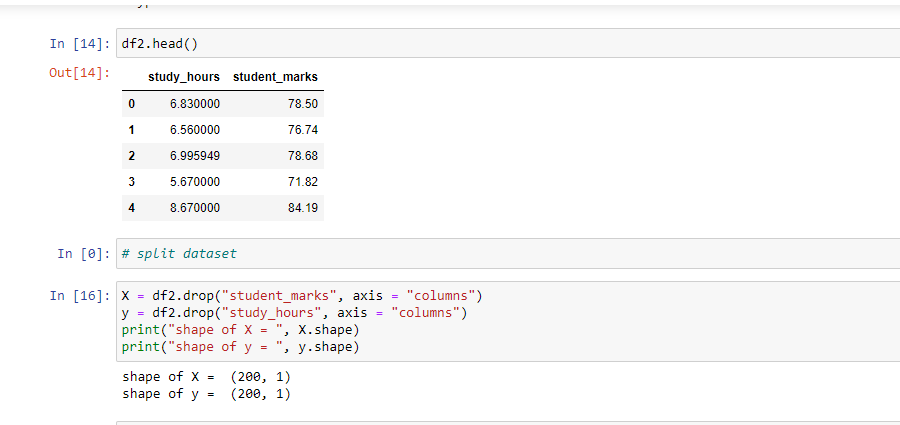 In [14]: df2.head()
Out[14]:
study_hours student_marks
0 6.830000 78.50
1 6.560000 76.74
2 6.995949 78.68
3 5.670000 71.82
4 8.670000 84.19
In [0]: # split dataset
In [16]: X = df2.drop("student_marks", axis = "columns")
y = df2.drop("study_hours", axis = "columns")
print("shape of X = ", X.shape)
print("shape of y = ", y.shape)
shape of X =  (200, 1)
shape of y =  (200, 1)